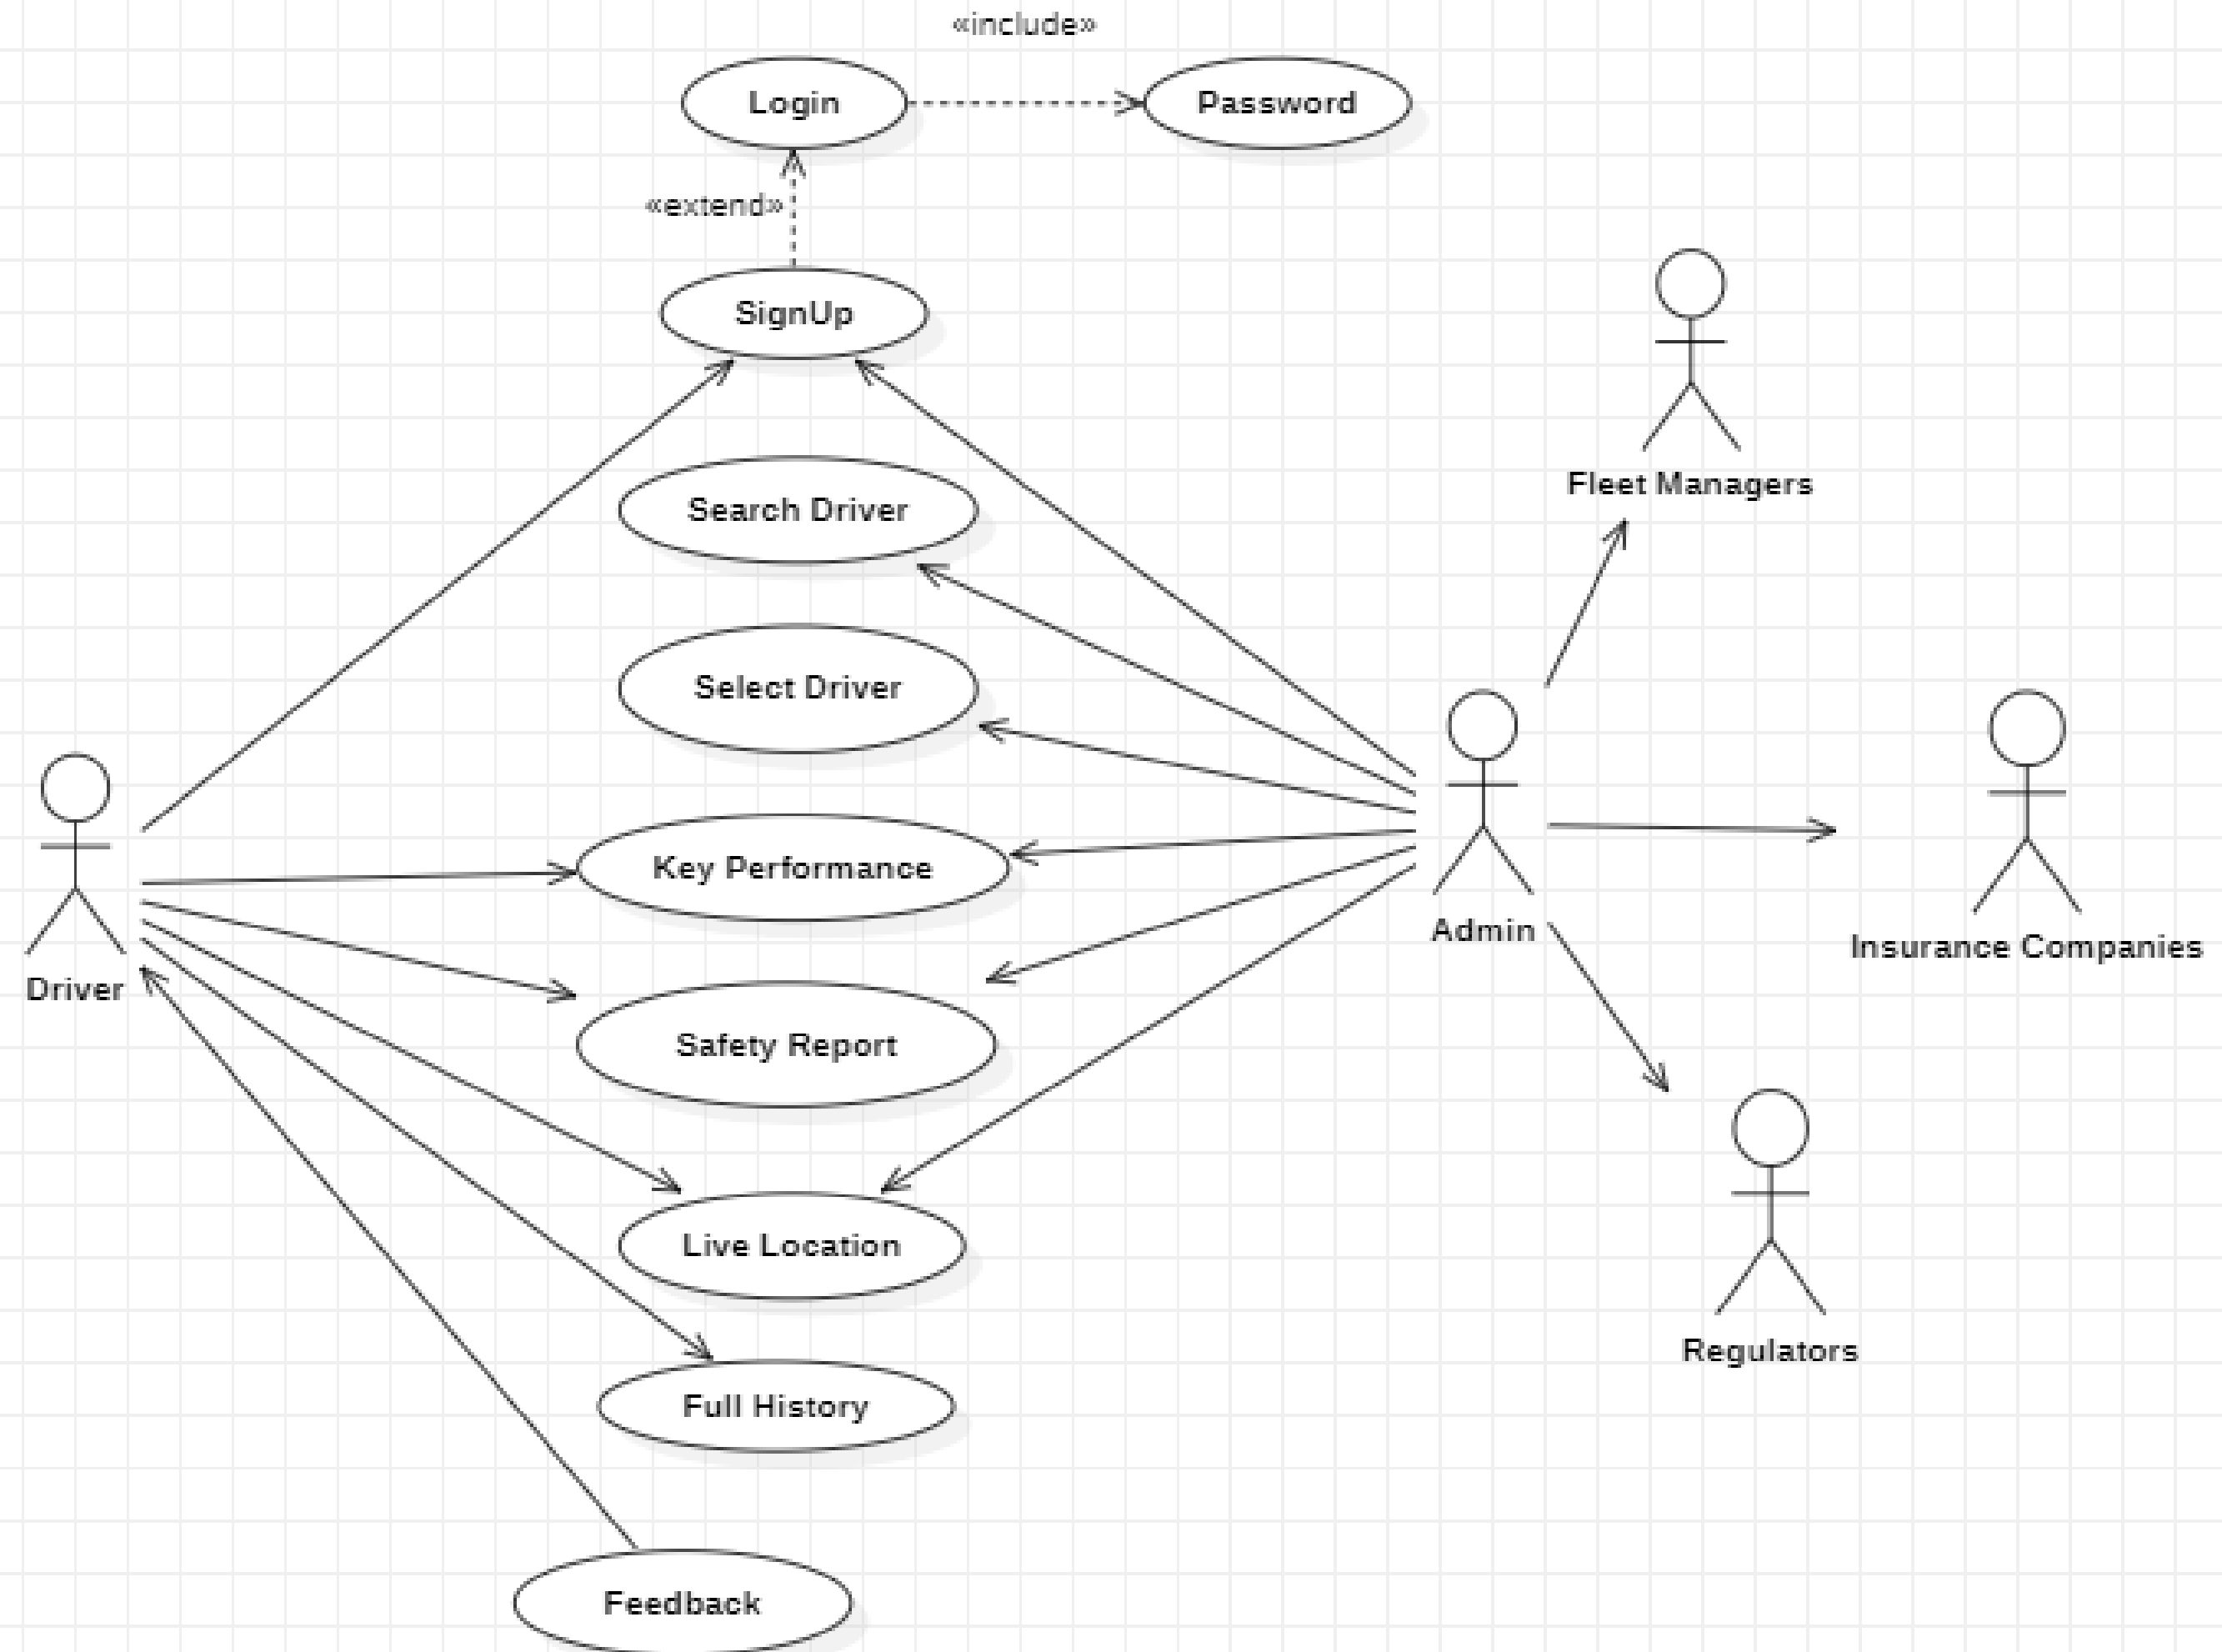 «include»
Login
Password
«extend»
SignUp
Fleet Managers
Search Driver
Select Driver
Key Performance
Admin
Insurance Companies
Driver
Safety Report
Live Location
Regulators
Full History
Feedback